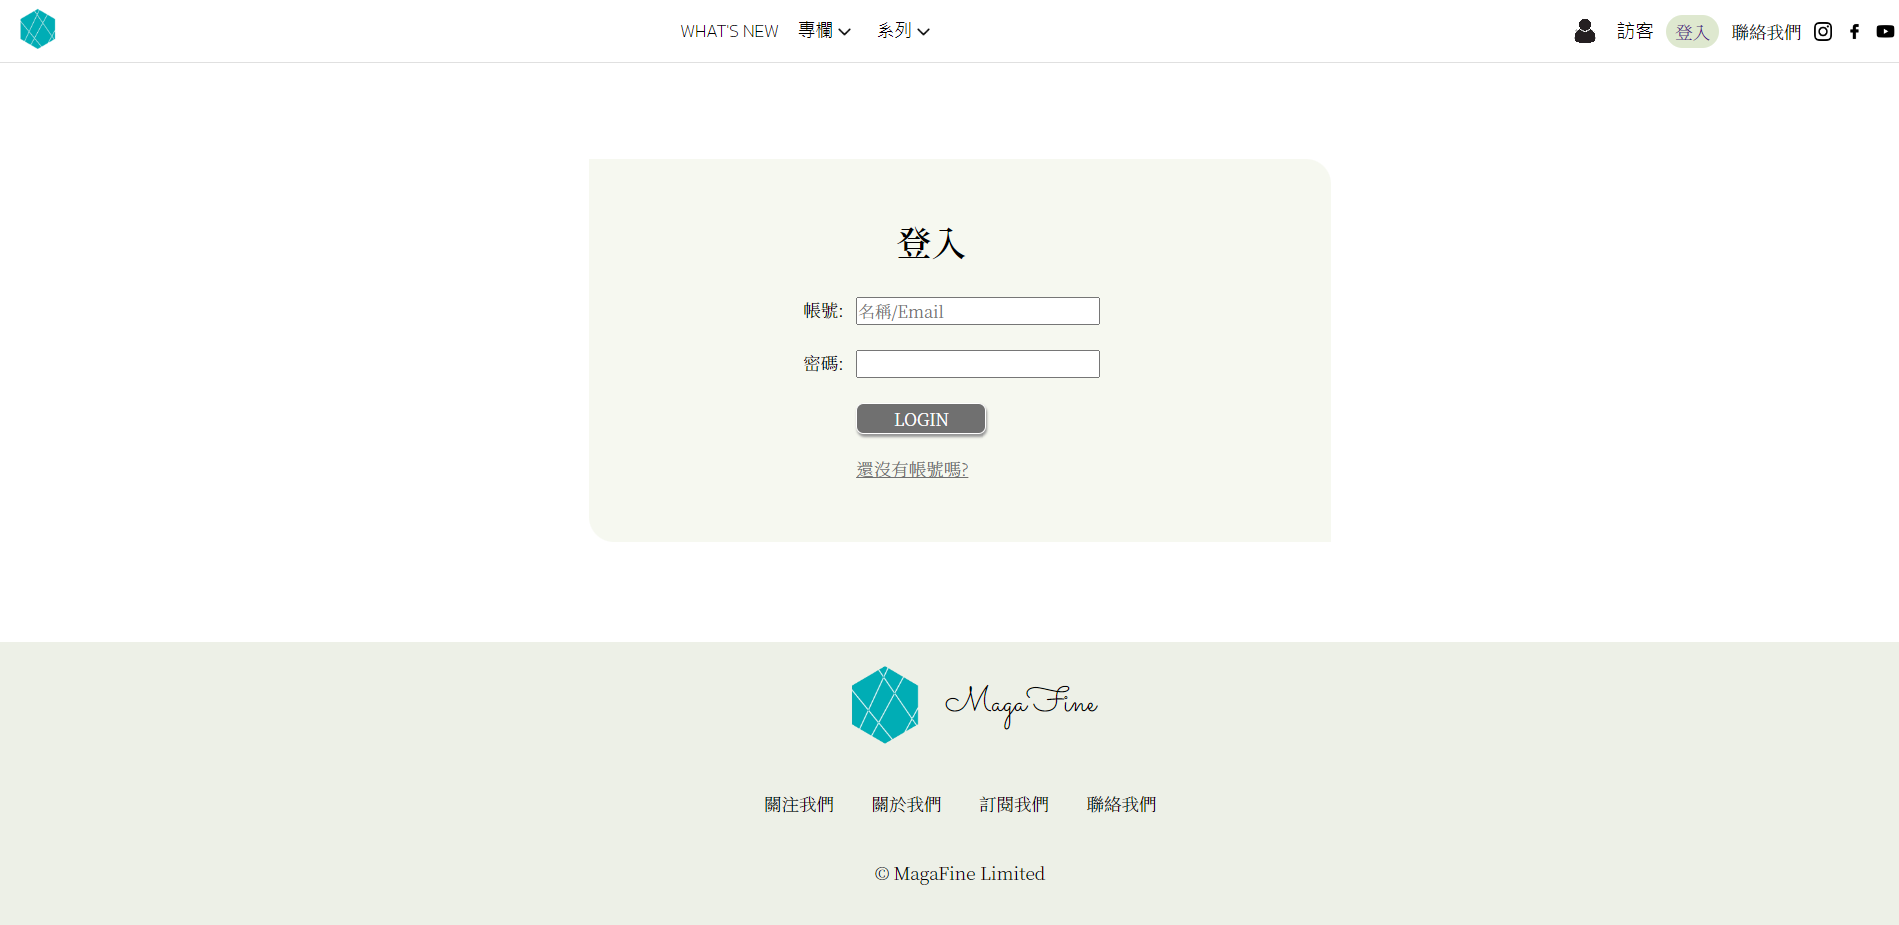 WHAT'S NEW 專欄 系列 訪客 登入 聯絡我們
登入
帳號: 名稱/Email
密碼:
LOGIN
還沒有帳號嗎?
MagaFine
關注我們 關於我們 訂閱我們 聯絡我們
© MagaFine Limited